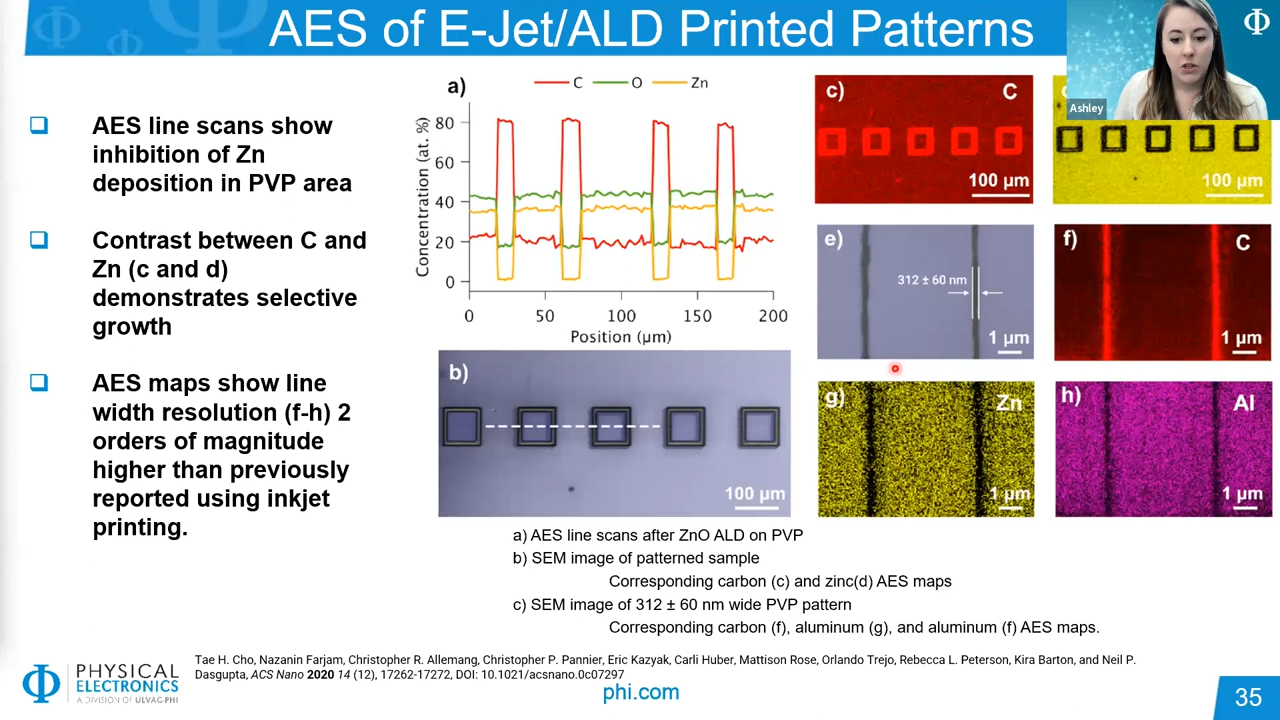 AES of E-Jet/ALD Printed Patterns
Φ
Ashley
AES line scans show
inhibition of Zn
deposition in PVP area
Contrast between C and
Zn (c and d)
demonstrates selective
growth
AES maps show line
width resolution (f-h) 2
orders of magnitude
higher than previously
reported using inkjet
printing.
a)
C O Zn
Concentration (at. %)
80
60
40
20
0
0 50 100 150 200
Position (µm)
b)
100 µm
c) C
100 µm
100 µm
e)
312 ± 60 nm
1 µm
f) C
1 µm
g) Zn
1 µm
h) Al
1 µm
a) AES line scans after ZnO ALD on PVP
b) SEM image of patterned sample
Corresponding carbon (c) and zinc(d) AES maps
c) SEM image of 312 ± 60 nm wide PVP pattern
Corresponding carbon (f), aluminum (g), and aluminum (f) AES maps.
Φ PHYSICAL
ELECTRONICS
A DIVISION OF ULVAC-PHI
Tae H. Cho, Nazanin Farjam, Christopher R. Allemang, Christopher P. Pannier, Eric Kazyak, Carli Huber, Mattison Rose, Orlando Trejo, Rebecca L. Peterson, Kira Barton, and Neil P.
Dasgupta, ACS Nano 2020 14 (12), 17262-17272, DOI: 10.1021/acsnano.0c07297
phi.com
35